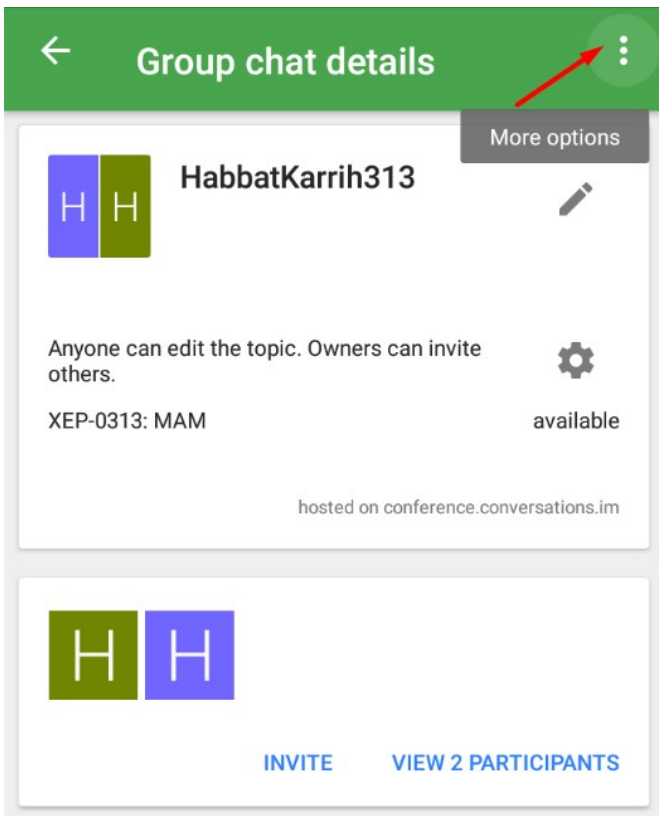 Group chat details
More options
H H
HabbatKarrih313
Anyone can edit the topic. Owners can invite
others.
XEP-0313: MAM
available
hosted on conference.conversations.im
H H
INVITE
VIEW 2 PARTICIPANTS